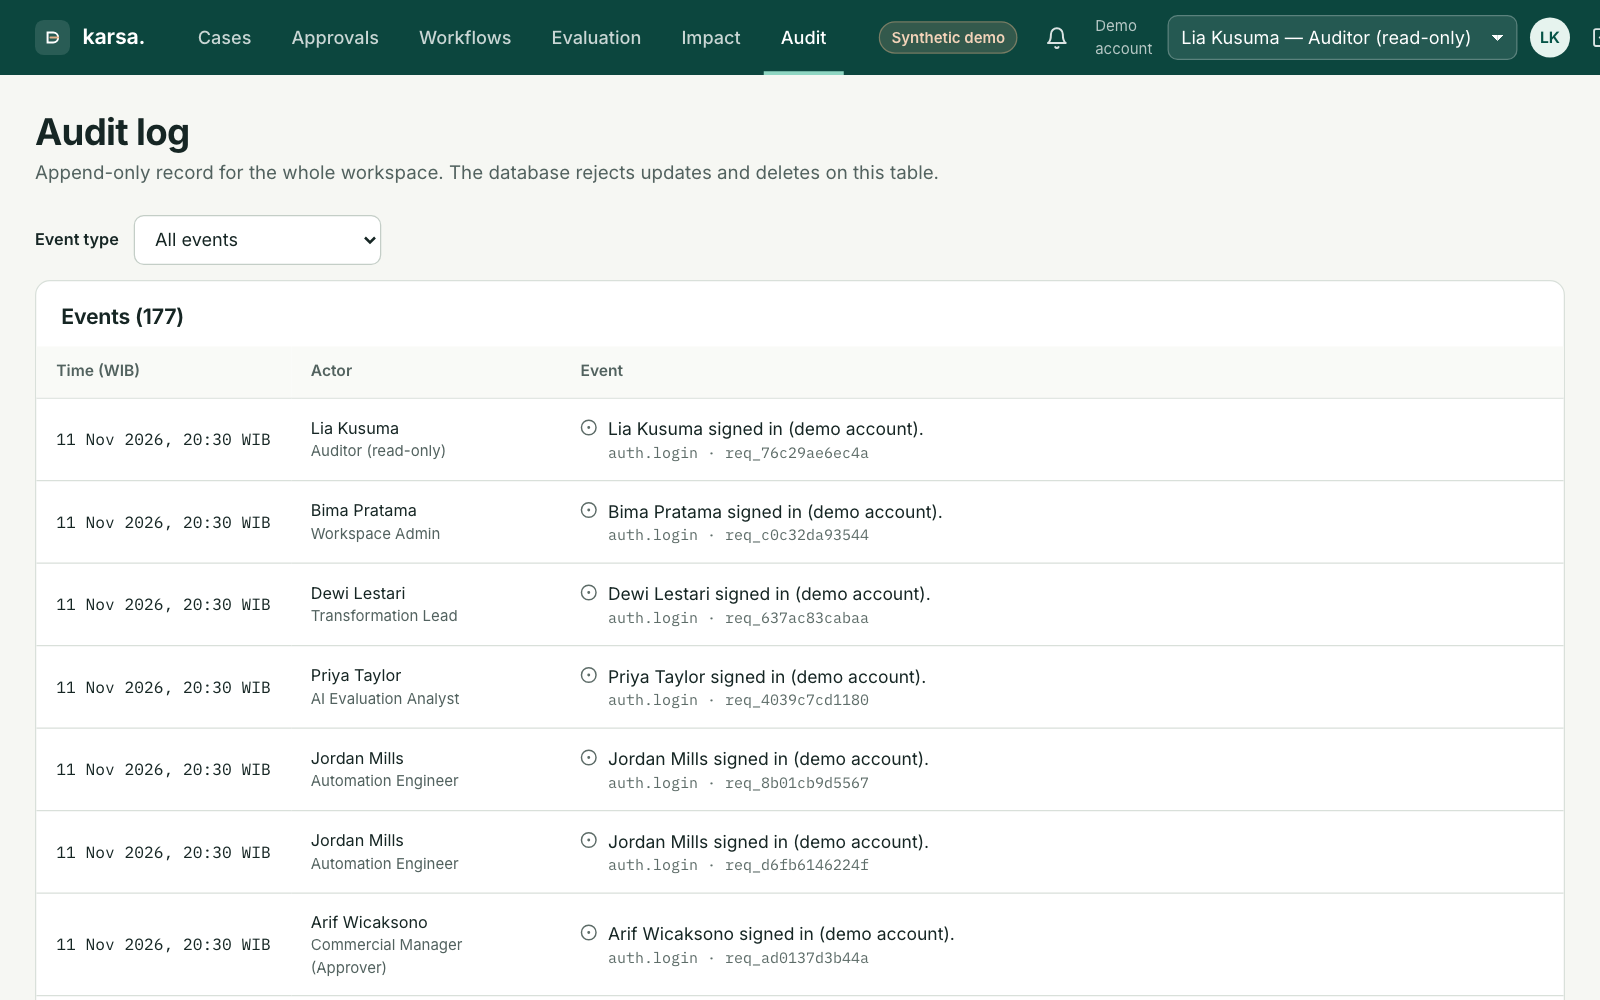 karsa.
Cases
Approvals
Workflows
Evaluation
Impact
Audit
Synthetic demo
Demo
account
Lia Kusuma — Auditor (read-only)
LK
Audit log
Append-only record for the whole workspace. The database rejects updates and deletes on this table.
Event type
All events
Events (177)
Time (WIB)
Actor
Event
11 Nov 2026, 20:30 WIB
Lia Kusuma
Auditor (read-only)
Lia Kusuma signed in (demo account).
auth.login · req_76c29ae6ec4a
11 Nov 2026, 20:30 WIB
Bima Pratama
Workspace Admin
Bima Pratama signed in (demo account).
auth.login · req_c0c32da93544
11 Nov 2026, 20:30 WIB
Dewi Lestari
Transformation Lead
Dewi Lestari signed in (demo account).
auth.login · req_637ac83cabaa
11 Nov 2026, 20:30 WIB
Priya Taylor
AI Evaluation Analyst
Priya Taylor signed in (demo account).
auth.login · req_4039c7cd1180
11 Nov 2026, 20:30 WIB
Jordan Mills
Automation Engineer
Jordan Mills signed in (demo account).
auth.login · req_8b01cb9d5567
11 Nov 2026, 20:30 WIB
Jordan Mills
Automation Engineer
Jordan Mills signed in (demo account).
auth.login · req_d6fb6146224f
11 Nov 2026, 20:30 WIB
Arif Wicaksono
Commercial Manager
(Approver)
Arif Wicaksono signed in (demo account).
auth.login · req_ad0137d3b44a